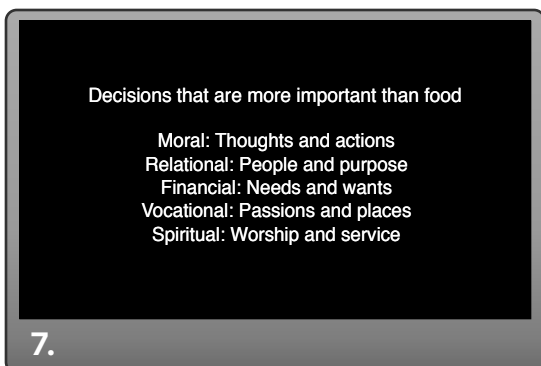 Decisions that are more important than food
Moral: Thoughts and actions
Relational: People and purpose
Financial: Needs and wants
Vocational: Passions and places
Spiritual: Worship and service
7.